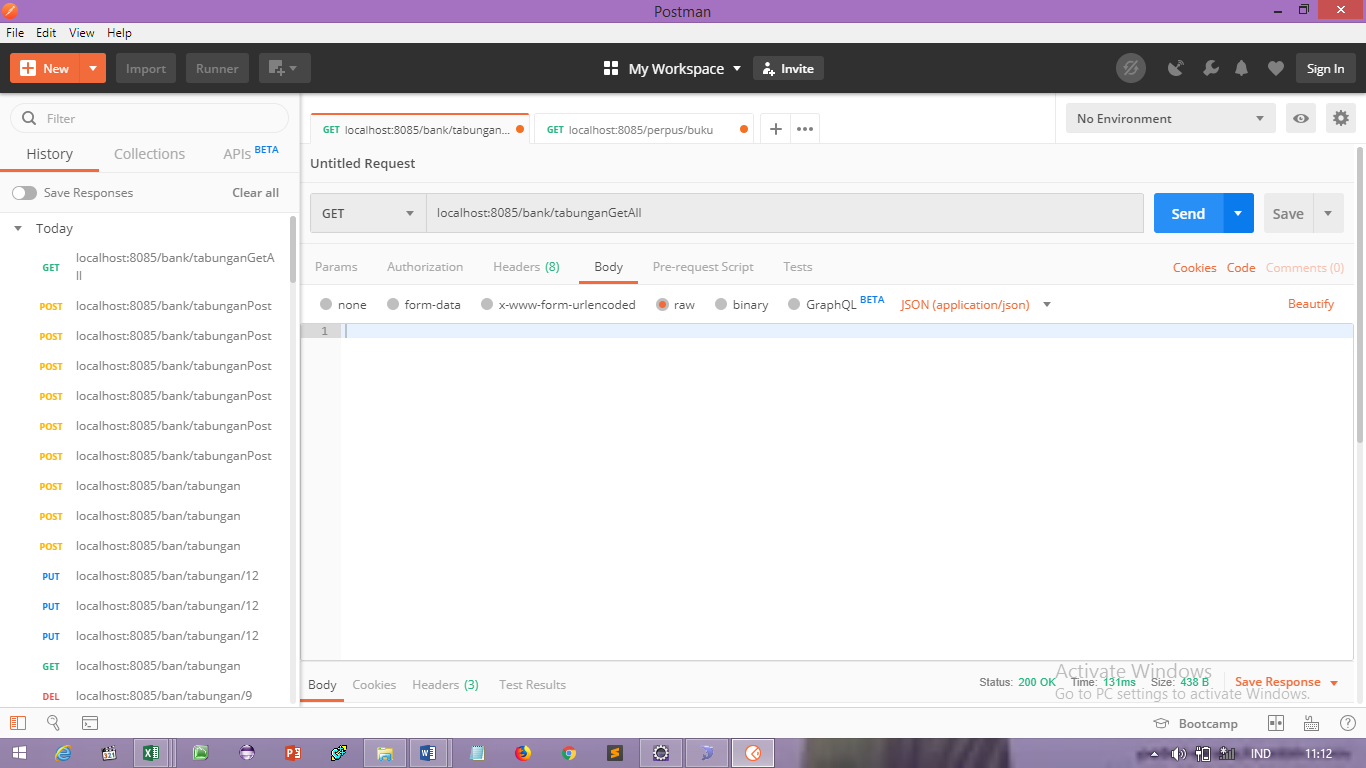 Postman
File Edit View Help
New Import Runner My Workspace Invite Sign In
Filter
History Collections APIs BETA
Save Responses Clear all
Today
GET localhost:8085/bank/tabunganGetA
ll
POST localhost:8085/bank/tabunganPost
POST localhost:8085/bank/tabunganPost
POST localhost:8085/bank/tabunganPost
POST localhost:8085/bank/tabunganPost
POST localhost:8085/bank/tabunganPost
POST localhost:8085/bank/tabunganPost
POST localhost:8085/ban/tabungan
POST localhost:8085/ban/tabungan
POST localhost:8085/ban/tabungan
PUT localhost:8085/ban/tabungan/12
PUT localhost:8085/ban/tabungan/12
PUT localhost:8085/ban/tabungan/12
GET localhost:8085/ban/tabungan
DEL localhost:8085/ban/tabungan/9
GET localhost:8085/bank/tabungan... GET localhost:8085/perpus/buku + ••• No Environment
Untitled Request
GET localhost:8085/bank/tabunganGetAll Send Save
Params Authorization Headers (8) Body Pre-request Script Tests Cookies Code Comments (0)
none form-data x-www-form-urlencoded raw binary GraphQL BETA JSON (application/json) Beautify
1
Body Cookies Headers (3) Test Results Status: 200 OK Time: 131ms Size: 438 B Save Response
Activate Windows
Go to PC settings to activate Windows.
Bootcamp
IND 11:12